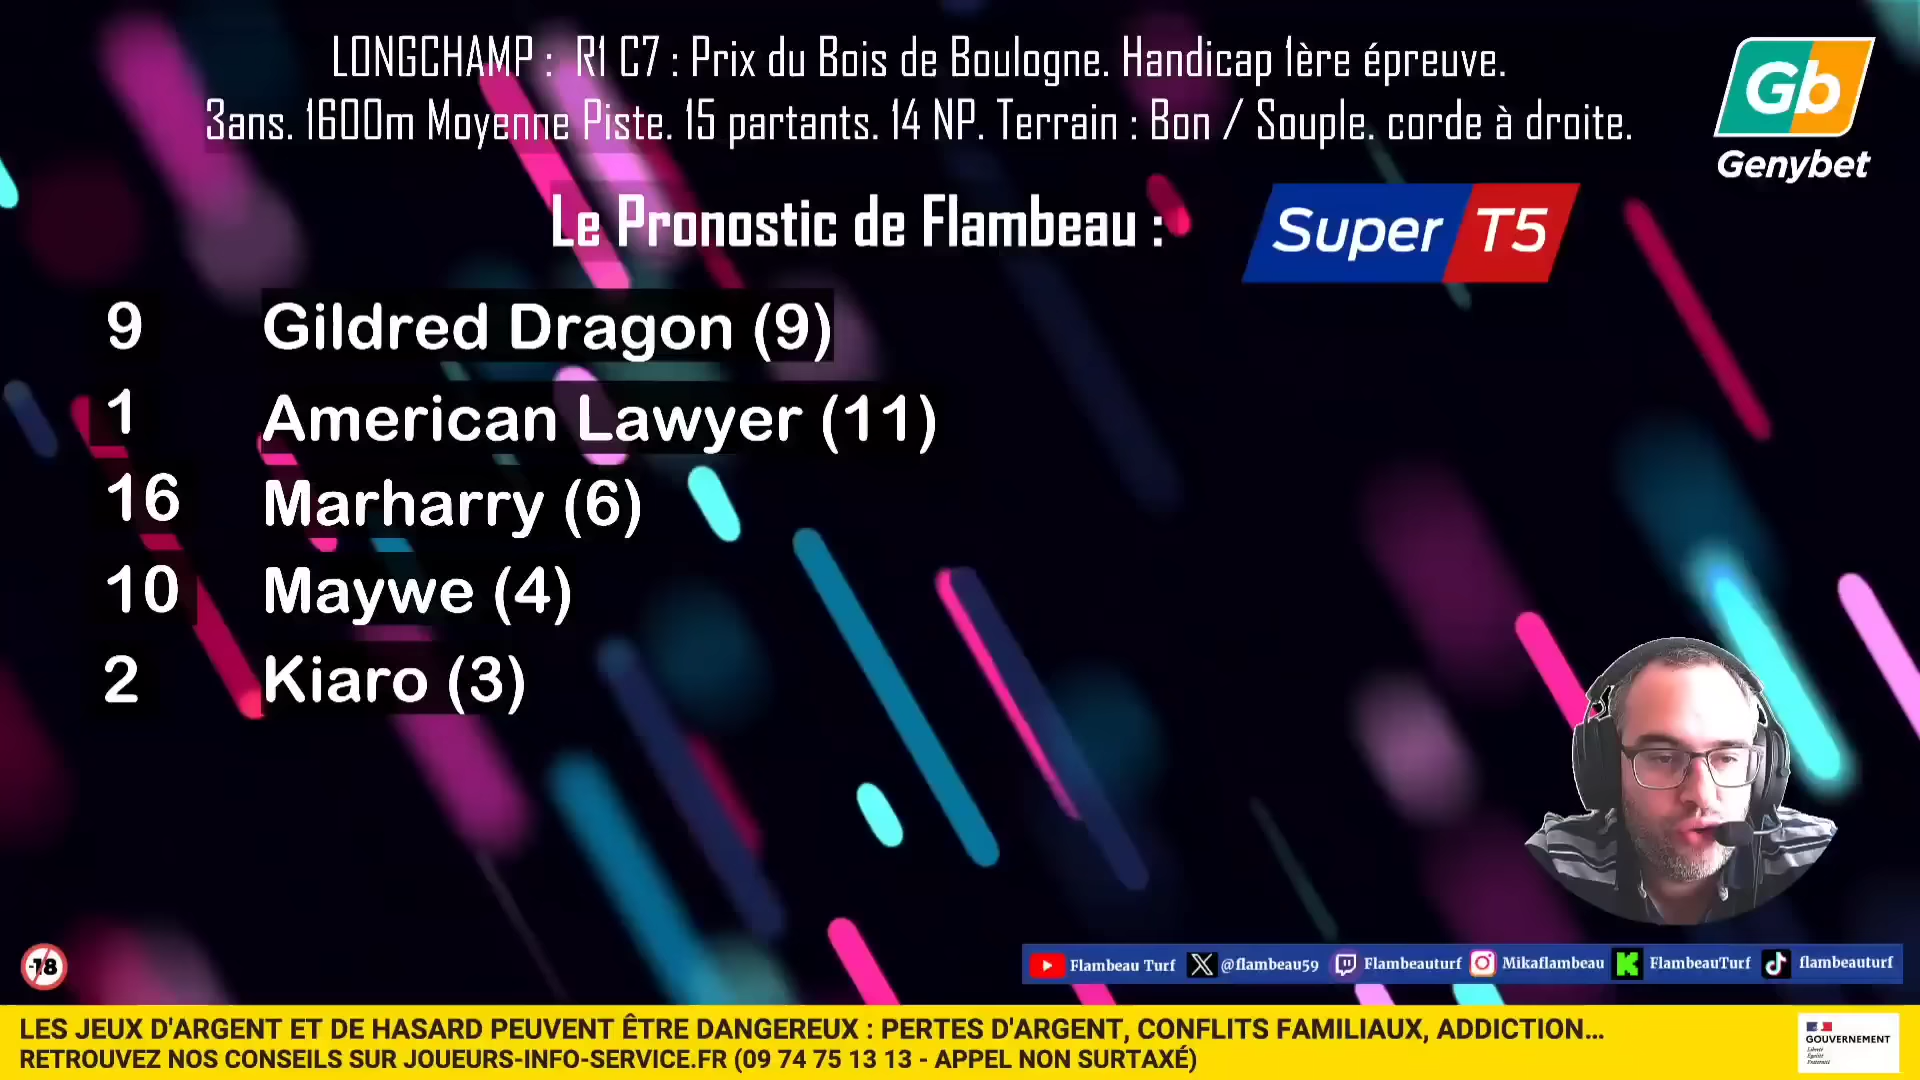 LONGCHAMP : R1 C7 : Prix du Bois de Boulogne. Handicap 1ère épreuve.
3ans. 1600m Moyenne Piste. 15 partants. 14 NP. Terrain : Bon / Souple. corde à droite.
Gb
Genybet
Le Pronostic de Flambeau :
Super T5
9 Gildred Dragon (9)
1 American Lawyer (11)
16 Marharry (6)
10 Maywe (4)
2 Kiaro (3)
-18
Flambeau Turf @flambeau59 Flambeauturf Mikaflambeau FlambeauTurf flambeauturf
LES JEUX D'ARGENT ET DE HASARD PEUVENT ÊTRE DANGEREUX : PERTES D'ARGENT, CONFLITS FAMILIAUX, ADDICTION...
RETROUVEZ NOS CONSEILS SUR JOUEURS-INFO-SERVICE.FR (09 74 75 13 13 - APPEL NON SURTAXÉ)
GOUVERNEMENT
Liberté
Égalité
Fraternité